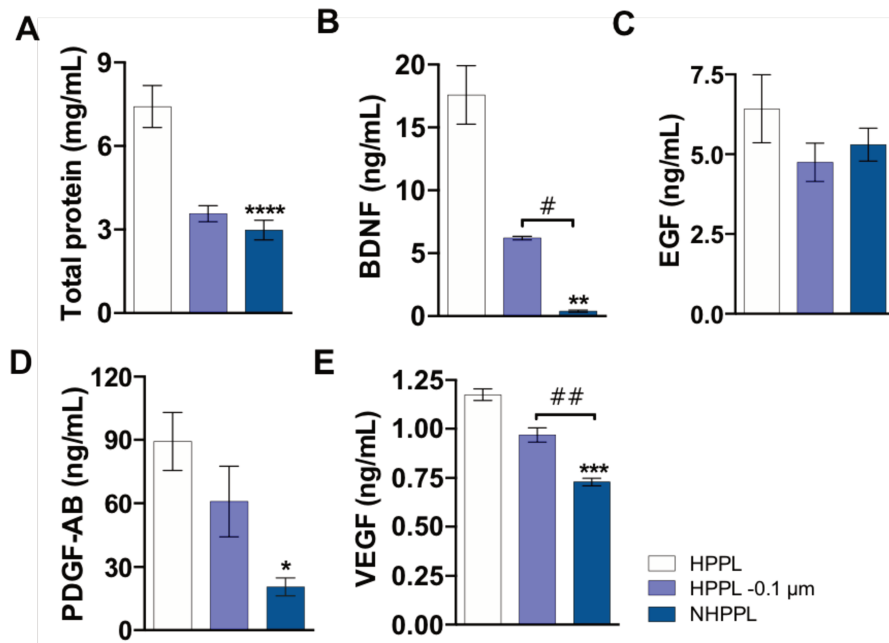 A
Total protein (mg/mL)
9
6
3
0
****
B
BDNF (ng/mL)
20
15
10
5
0
#
**
C
EGF (ng/mL)
7.5
5.0
2.5
0.0
D
PDGF-AB (ng/mL)
120
90
60
30
0
*
E
VEGF (ng/mL)
1.25
1.00
0.75
0.50
0.25
0.00
##
***
HPPL
HPPL -0.1 µm
NHPPL